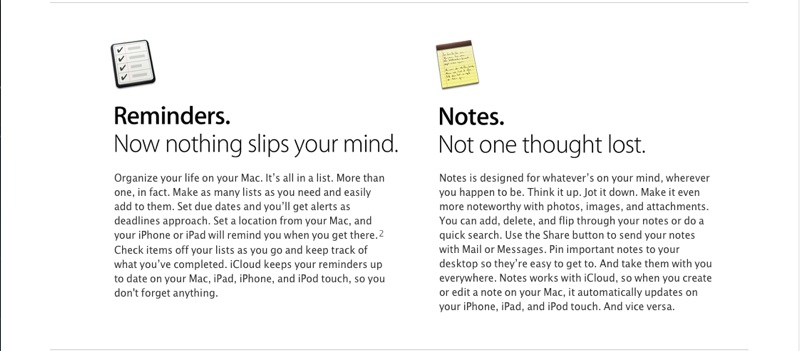 Reminders.
Now nothing slips your mind.
Organize your life on your Mac. It's all in a list. More than
one, in fact. Make as many lists as you need and easily
add to them. Set due dates and you'll get alerts as
deadlines approach. Set a location from your Mac, and
your iPhone or iPad will remind you when you get there.2
Check items off your lists as you go and keep track of
what you've completed. iCloud keeps your reminders up
to date on your Mac, iPad, iPhone, and iPod touch, so you
don't forget anything.
Notes.
Not one thought lost.
Notes is designed for whatever's on your mind, wherever
you happen to be. Think it up. Jot it down. Make it even
more noteworthy with photos, images, and attachments.
You can add, delete, and flip through your notes or do a
quick search. Use the Share button to send your notes
with Mail or Messages. Pin important notes to your
desktop so they're easy to get to. And take them with you
everywhere. Notes works with iCloud, so when you create
or edit a note on your Mac, it automatically updates on
your iPhone, iPad, and iPod touch. And vice versa.